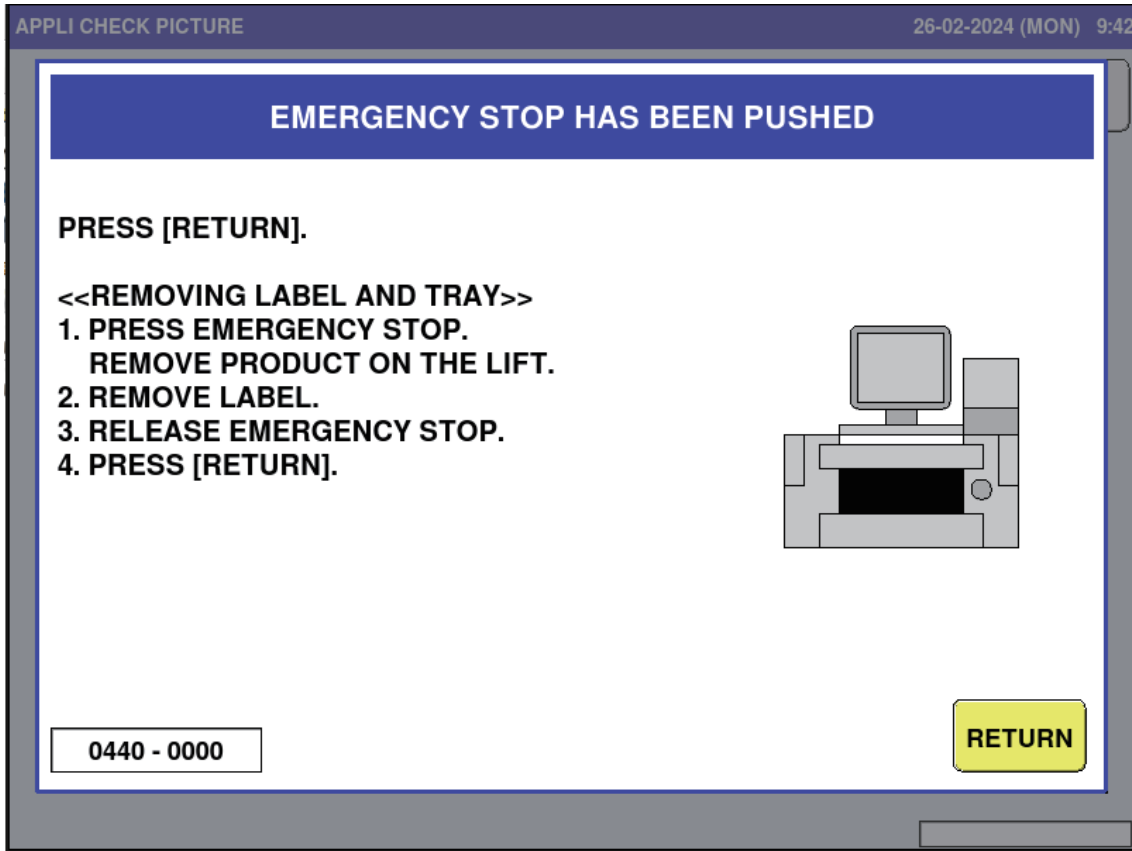 APPLI CHECK PICTURE 26-02-2024 (MON) 9:42
EMERGENCY STOP HAS BEEN PUSHED
PRESS [RETURN].
<<REMOVING LABEL AND TRAY>>
1. PRESS EMERGENCY STOP.
REMOVE PRODUCT ON THE LIFT.
2. REMOVE LABEL.
3. RELEASE EMERGENCY STOP.
4. PRESS [RETURN].
0440 - 0000
RETURN